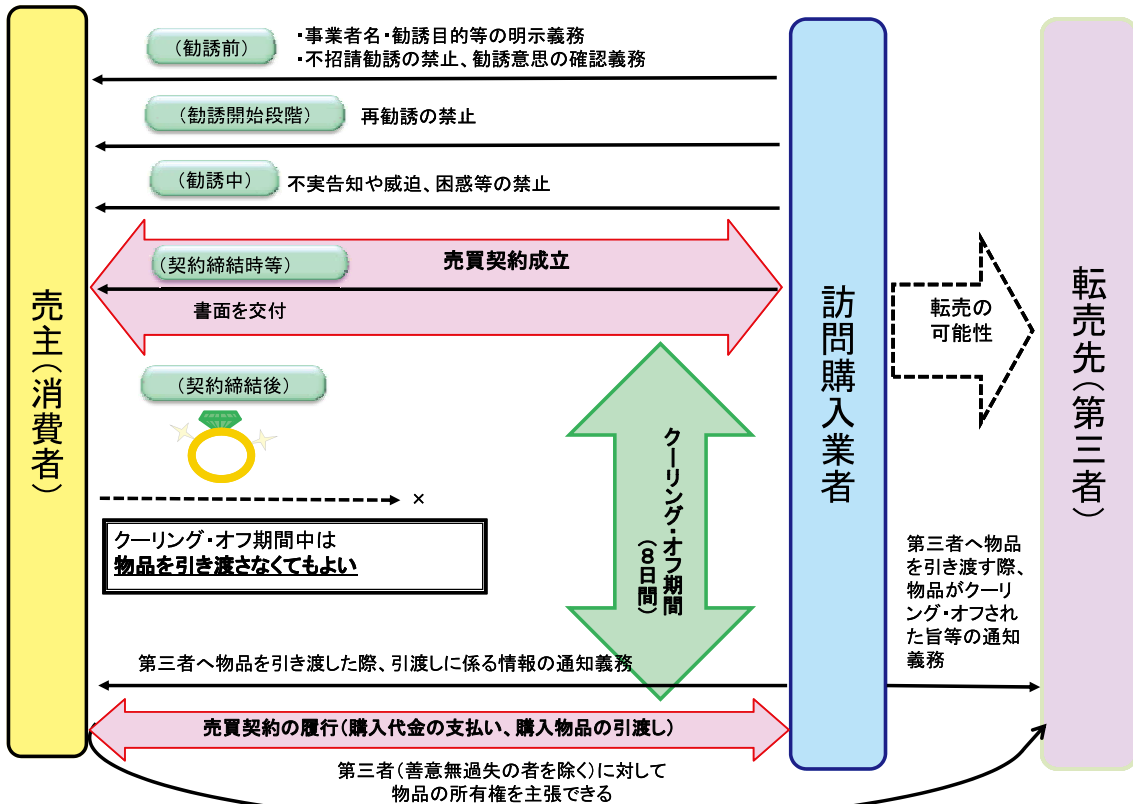 売主(消費者)
(勧誘前)
・事業者名・勧誘目的等の明示義務
・不招請勧誘の禁止、勧誘意思の確認義務
(勧誘開始段階)
再勧誘の禁止
(勧誘中)
不実告知や威迫、困惑等の禁止
(契約締結時等)
売買契約成立
書面を交付
(契約締結後)
×
クーリング・オフ期間中は
物品を引き渡さなくてもよい
クーリング・オフ期間
(8日間)
訪問購入業者
転売の
可能性
転売先(第三者)
第三者へ物品
を引き渡す際、
物品がクーリ
ング・オフされ
た旨等の通知
義務
第三者へ物品を引き渡した際、引渡しに係る情報の通知義務
売買契約の履行(購入代金の支払い、購入物品の引渡し)
第三者(善意無過失の者を除く)に対して
物品の所有権を主張できる